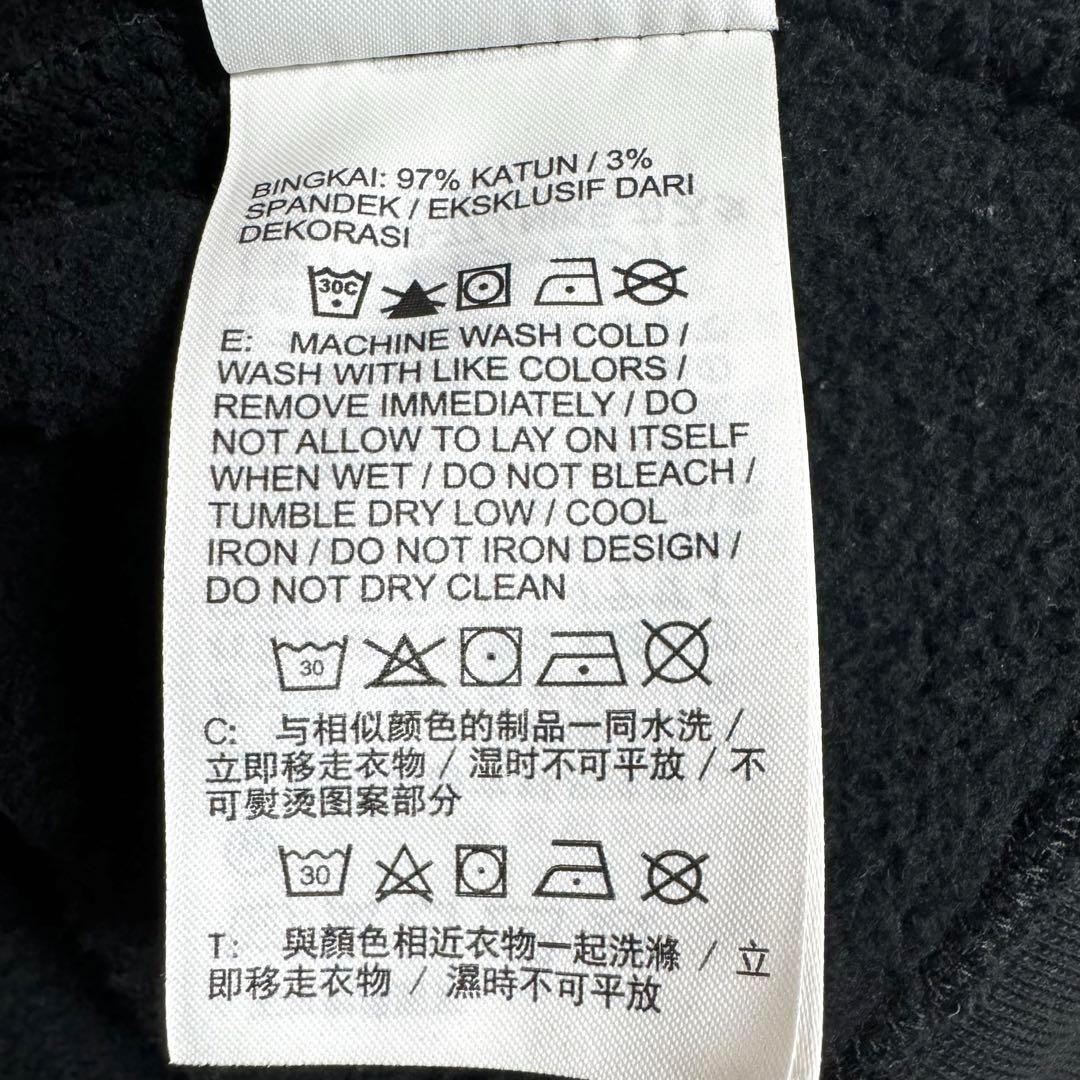 BINGKAI: 97% KATUN / 3%
SPANDEK / EKSKLUSIF DARI
DEKORASI
30C
E: MACHINE WASH COLD /
WASH WITH LIKE COLORS /
REMOVE IMMEDIATELY / DO
NOT ALLOW TO LAY ON ITSELF
WHEN WET / DO NOT BLEACH /
TUMBLE DRY LOW / COOL
IRON / DO NOT IRON DESIGN /
DO NOT DRY CLEAN
30
C: 与相似颜色的制品一同水洗 /
立即移走衣物 / 湿时不可平放 / 不
可熨烫图案部分
30
T: 與顏色相近衣物一起洗滌 / 立
即移走衣物 / 濕時不可平放